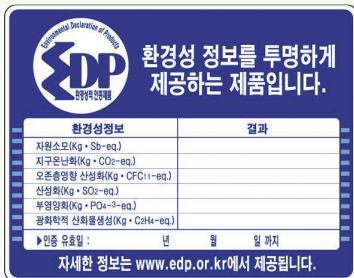 Environmental Declaration of Products
EDP
환경성적 인증제품
환경성 정보를 투명하게
제공하는 제품입니다.
환경성정보 결과
자원소모(Kg • Sb-eq.)
지구온난화(Kg • CO2-eq.)
오존층영향 산성화(Kg • CFC11-eq.)
산성화(Kg • SO2-eq.)
부영양화(Kg • PO4-3-eq.)
광화학적 산화물생성(Kg • C2H4-eq.)
▶인증 유효일 : 년 월 일 까지
자세한 정보는 www.edp.or.kr에서 제공됩니다.